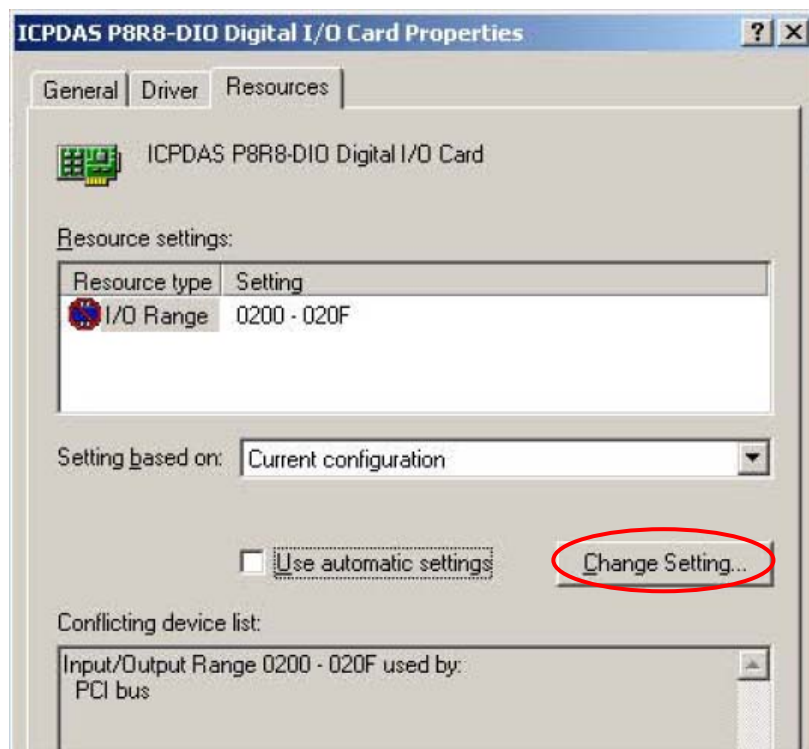 ICPDAS P8R8-DIO Digital I/O Card Properties
General Driver Resources
ICPDAS P8R8-DIO Digital I/O Card
Resource settings:
Resource type Setting
I/O Range 0200 - 020F
Setting based on: Current configuration
Use automatic settings Change Setting...
Conflicting device list:
Input/Output Range 0200 - 020F used by:
PCI bus